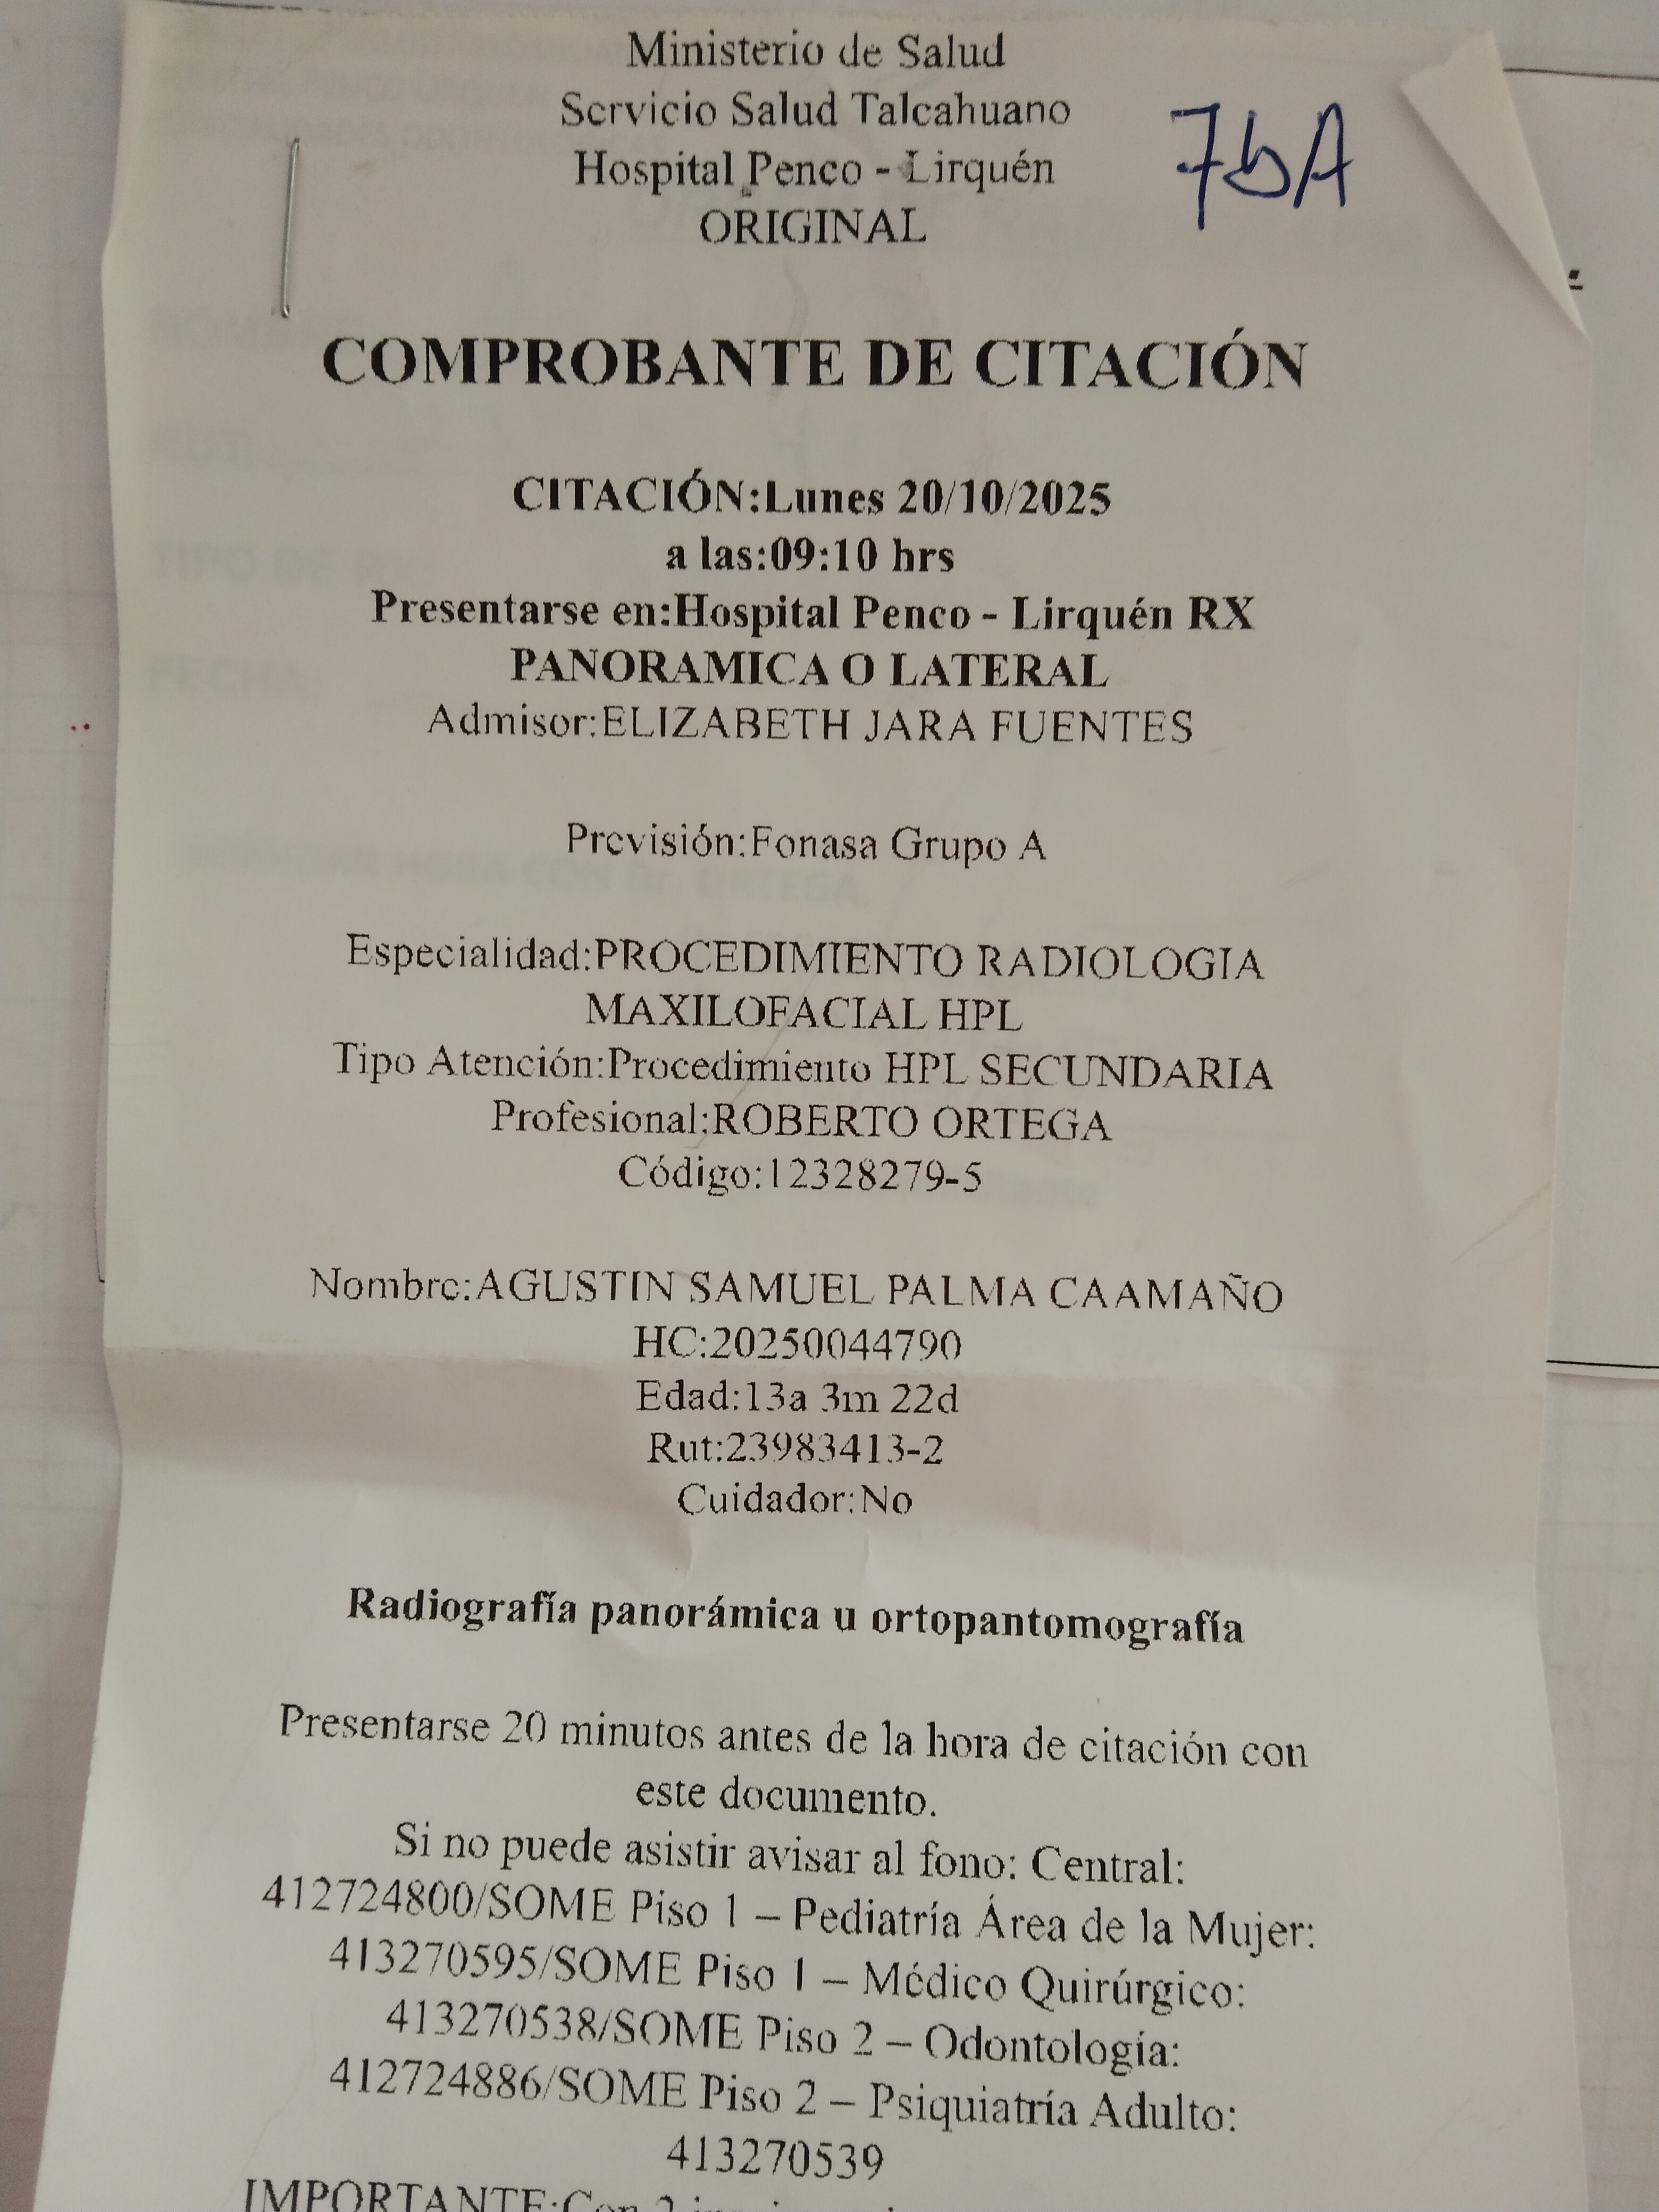 Ministerio de Salud
Servicio Salud Talcahuano
Hospital Penco - Lirquén
ORIGINAL
7bA
COMPROBANTE DE CITACIÓN
CITACIÓN:Lunes 20/10/2025
a las:09:10 hrs
Presentarse en:Hospital Penco - Lirquén RX
PANORAMICA O LATERAL
Admisor:ELIZABETH JARA FUENTES
Previsión:Fonasa Grupo A
Especialidad:PROCEDIMIENTO RADIOLOGIA
MAXILOFACIAL HPL
Tipo Atención:Procedimiento HPL SECUNDARIA
Profesional:ROBERTO ORTEGA
Código:12328279-5
Nombre:AGUSTIN SAMUEL PALMA CAAMAÑO
HC:20250044790
Edad:13a 3m 22d
Rut:23983413-2
Cuidador:No
Radiografía panorámica u ortopantomografía
Presentarse 20 minutos antes de la hora de citación con
este documento.
Si no puede asistir avisar al fono: Central:
412724800/SOME Piso 1 – Pediatría Área de la Mujer:
413270595/SOME Piso 1 – Médico Quirúrgico:
413270538/SOME Piso 2 – Odontología:
412724886/SOME Piso 2 – Psiquiatría Adulto:
413270539
IMPORTANTE:Con 2